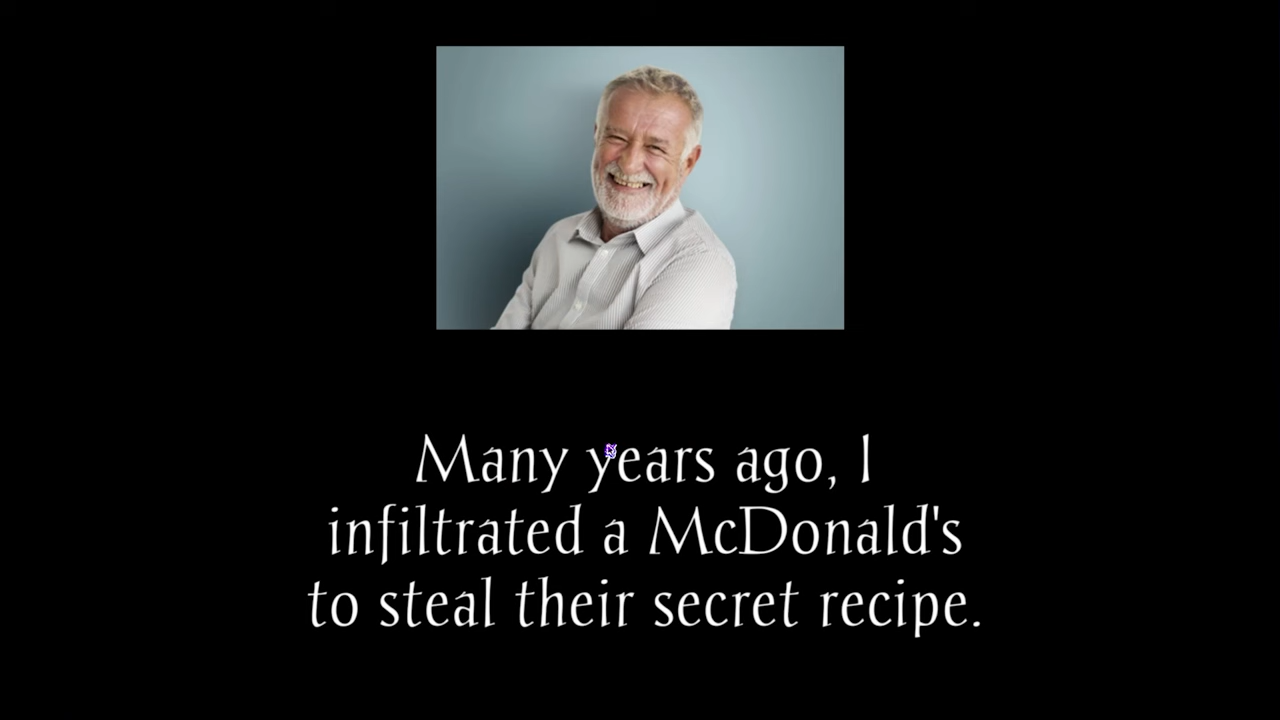 Many years ago, I
infiltrated a McDonald's
to steal their secret recipe.